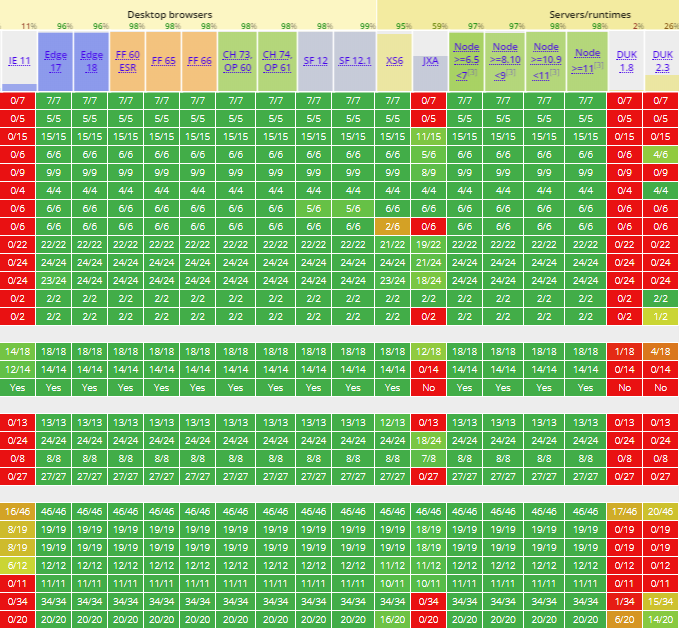 Desktop browsers Servers/runtimes
11% 96% 96% 98% 98% 98% 98% 98% 98% 98% 95% 59% 97% 97% 98% 98% 2% 26%
IE 11 Edge 17 Edge 18 FF 60 ESR FF 65 FF 66 CH 73, OP 60 CH 74, OP 61 SF 12 SF 12.1 XS6 JXA Node >=6.5 <7[3] Node >=8.10 <9[3] Node >=10.9 <11[3] Node >=11[3] DUK 1.8 DUK 2.3
0/7 7/7 7/7 7/7 7/7 7/7 7/7 7/7 7/7 7/7 7/7 0/7 7/7 7/7 7/7 7/7 0/7 0/7
0/5 5/5 5/5 5/5 5/5 5/5 5/5 5/5 5/5 5/5 5/5 0/5 5/5 5/5 5/5 5/5 0/5 0/5
0/15 15/15 15/15 15/15 15/15 15/15 15/15 15/15 15/15 15/15 15/15 11/15 15/15 15/15 15/15 15/15 0/15 0/15
0/6 6/6 6/6 6/6 6/6 6/6 6/6 6/6 6/6 6/6 6/6 5/6 6/6 6/6 6/6 6/6 0/6 4/6
0/9 9/9 9/9 9/9 9/9 9/9 9/9 9/9 9/9 9/9 9/9 8/9 9/9 9/9 9/9 9/9 0/9 0/9
0/4 4/4 4/4 4/4 4/4 4/4 4/4 4/4 4/4 4/4 4/4 4/4 4/4 4/4 4/4 4/4 0/4 4/4
0/6 6/6 6/6 6/6 6/6 6/6 6/6 6/6 5/6 5/6 6/6 6/6 6/6 6/6 6/6 6/6 0/6 0/6
0/6 6/6 6/6 6/6 6/6 6/6 6/6 6/6 6/6 6/6 2/6 0/6 6/6 6/6 6/6 6/6 0/6 0/6
0/22 22/22 22/22 22/22 22/22 22/22 22/22 22/22 22/22 22/22 21/22 19/22 22/22 22/22 22/22 22/22 0/22 0/22
0/24 24/24 24/24 24/24 24/24 24/24 24/24 24/24 24/24 24/24 24/24 21/24 24/24 24/24 24/24 24/24 0/24 0/24
0/24 23/24 24/24 24/24 24/24 24/24 24/24 24/24 24/24 24/24 23/24 18/24 24/24 24/24 24/24 24/24 0/24 0/24
0/2 2/2 2/2 2/2 2/2 2/2 2/2 2/2 2/2 2/2 2/2 2/2 2/2 2/2 2/2 2/2 0/2 2/2
0/2 2/2 2/2 2/2 2/2 2/2 2/2 2/2 2/2 2/2 2/2 0/2 2/2 2/2 2/2 2/2 0/2 1/2
14/18 18/18 18/18 18/18 18/18 18/18 18/18 18/18 18/18 18/18 18/18 12/18 18/18 18/18 18/18 18/18 1/18 4/18
12/14 14/14 14/14 14/14 14/14 14/14 14/14 14/14 14/14 14/14 14/14 0/14 14/14 14/14 14/14 14/14 0/14 0/14
Yes Yes Yes Yes Yes Yes Yes Yes Yes Yes Yes No Yes Yes Yes Yes No No
0/13 13/13 13/13 13/13 13/13 13/13 13/13 13/13 13/13 13/13 12/13 0/13 13/13 13/13 13/13 13/13 0/13 0/13
0/24 24/24 24/24 24/24 24/24 24/24 24/24 24/24 24/24 24/24 24/24 18/24 24/24 24/24 24/24 24/24 0/24 0/24
0/8 8/8 8/8 8/8 8/8 8/8 8/8 8/8 8/8 8/8 8/8 7/8 8/8 8/8 8/8 8/8 0/8 0/8
0/27 27/27 27/27 27/27 27/27 27/27 27/27 27/27 27/27 27/27 27/27 0/27 27/27 27/27 27/27 27/27 0/27 0/27
16/46 46/46 46/46 46/46 46/46 46/46 46/46 46/46 46/46 46/46 46/46 46/46 46/46 46/46 46/46 46/46 17/46 20/46
8/19 19/19 19/19 19/19 19/19 19/19 19/19 19/19 19/19 19/19 19/19 18/19 19/19 19/19 19/19 19/19 0/19 0/19
8/19 19/19 19/19 19/19 19/19 19/19 19/19 19/19 19/19 19/19 19/19 18/19 19/19 19/19 19/19 19/19 0/19 0/19
6/12 12/12 12/12 12/12 12/12 12/12 12/12 12/12 12/12 12/12 11/12 11/12 12/12 12/12 12/12 12/12 0/12 0/12
0/11 11/11 11/11 11/11 11/11 11/11 11/11 11/11 11/11 11/11 10/11 10/11 11/11 11/11 11/11 11/11 0/11 0/11
0/34 34/34 34/34 34/34 34/34 34/34 34/34 34/34 34/34 34/34 34/34 0/34 34/34 34/34 34/34 34/34 1/34 15/34
0/20 20/20 20/20 20/20 20/20 20/20 20/20 20/20 20/20 20/20 16/20 0/20 20/20 20/20 20/20 20/20 6/20 14/20